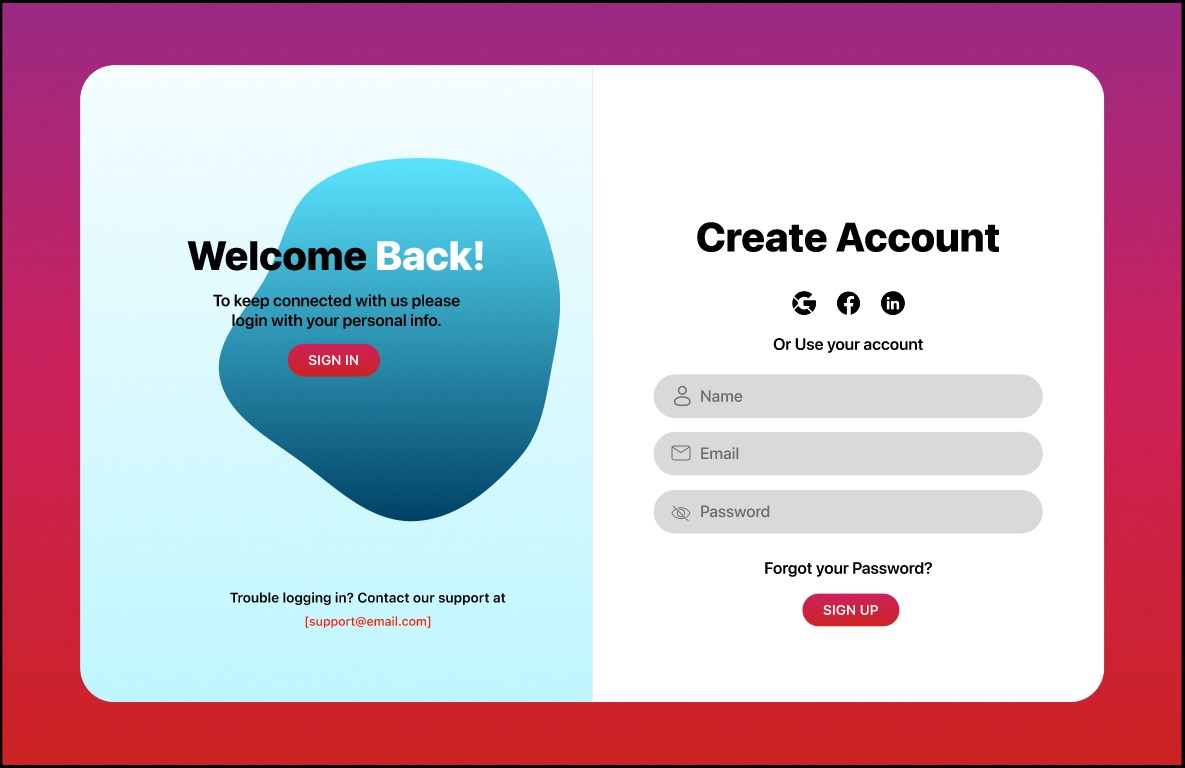 Welcome Back!
To keep connected with us please
login with your personal info.
SIGN IN
Trouble logging in? Contact our support at
[support@email.com]
Create Account
G f in
Or Use your account
Name
Email
Password
Forgot your Password?
SIGN UP